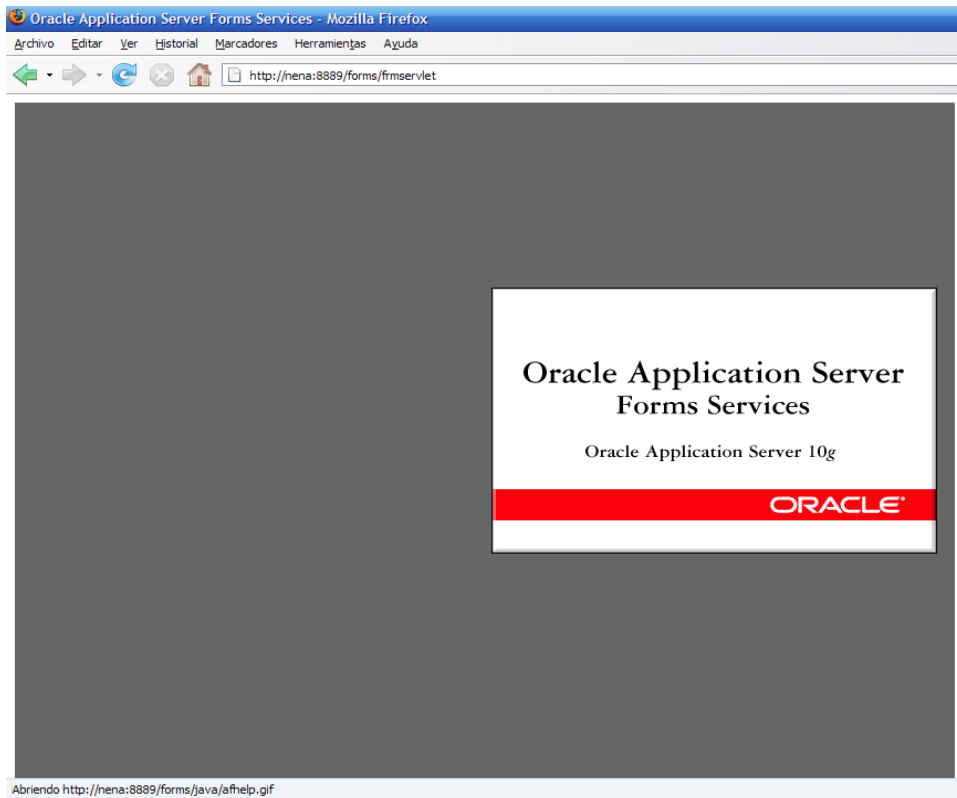 Oracle Application Server Forms Services - Mozilla Firefox
Archivo Editar Ver Historial Marcadores Herramientas Ayuda
http://nena:8889/forms/frmservlet
Oracle Application Server
Forms Services
Oracle Application Server 10g
ORACLE
Abriendo http://nena:8889/forms/java/afhelp.gif